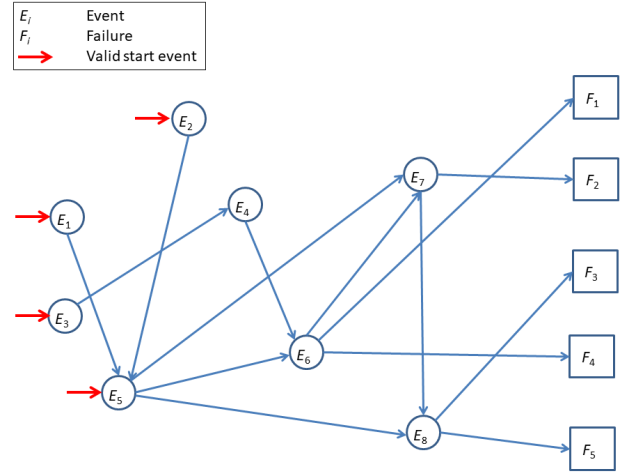 Ei Event
Fi Failure
Valid start event
F1
E2
E7
F2
E4
E1
F3
E3
E6
F4
E5
E8
F5